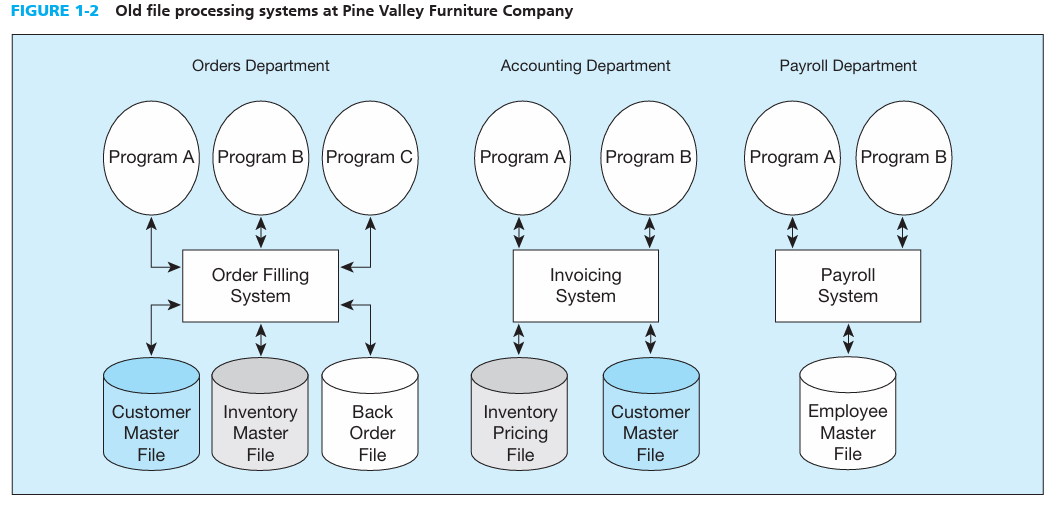 FIGURE 1-2 Old file processing systems at Pine Valley Furniture Company
Orders Department
Accounting Department
Payroll Department
Program A
Program B
Program C
Program A
Program B
Program A
Program B
Order Filling
System
Invoicing
System
Payroll
System
Customer
Master
File
Inventory
Master
File
Back
Order
File
Inventory
Pricing
File
Customer
Master
File
Employee
Master
File